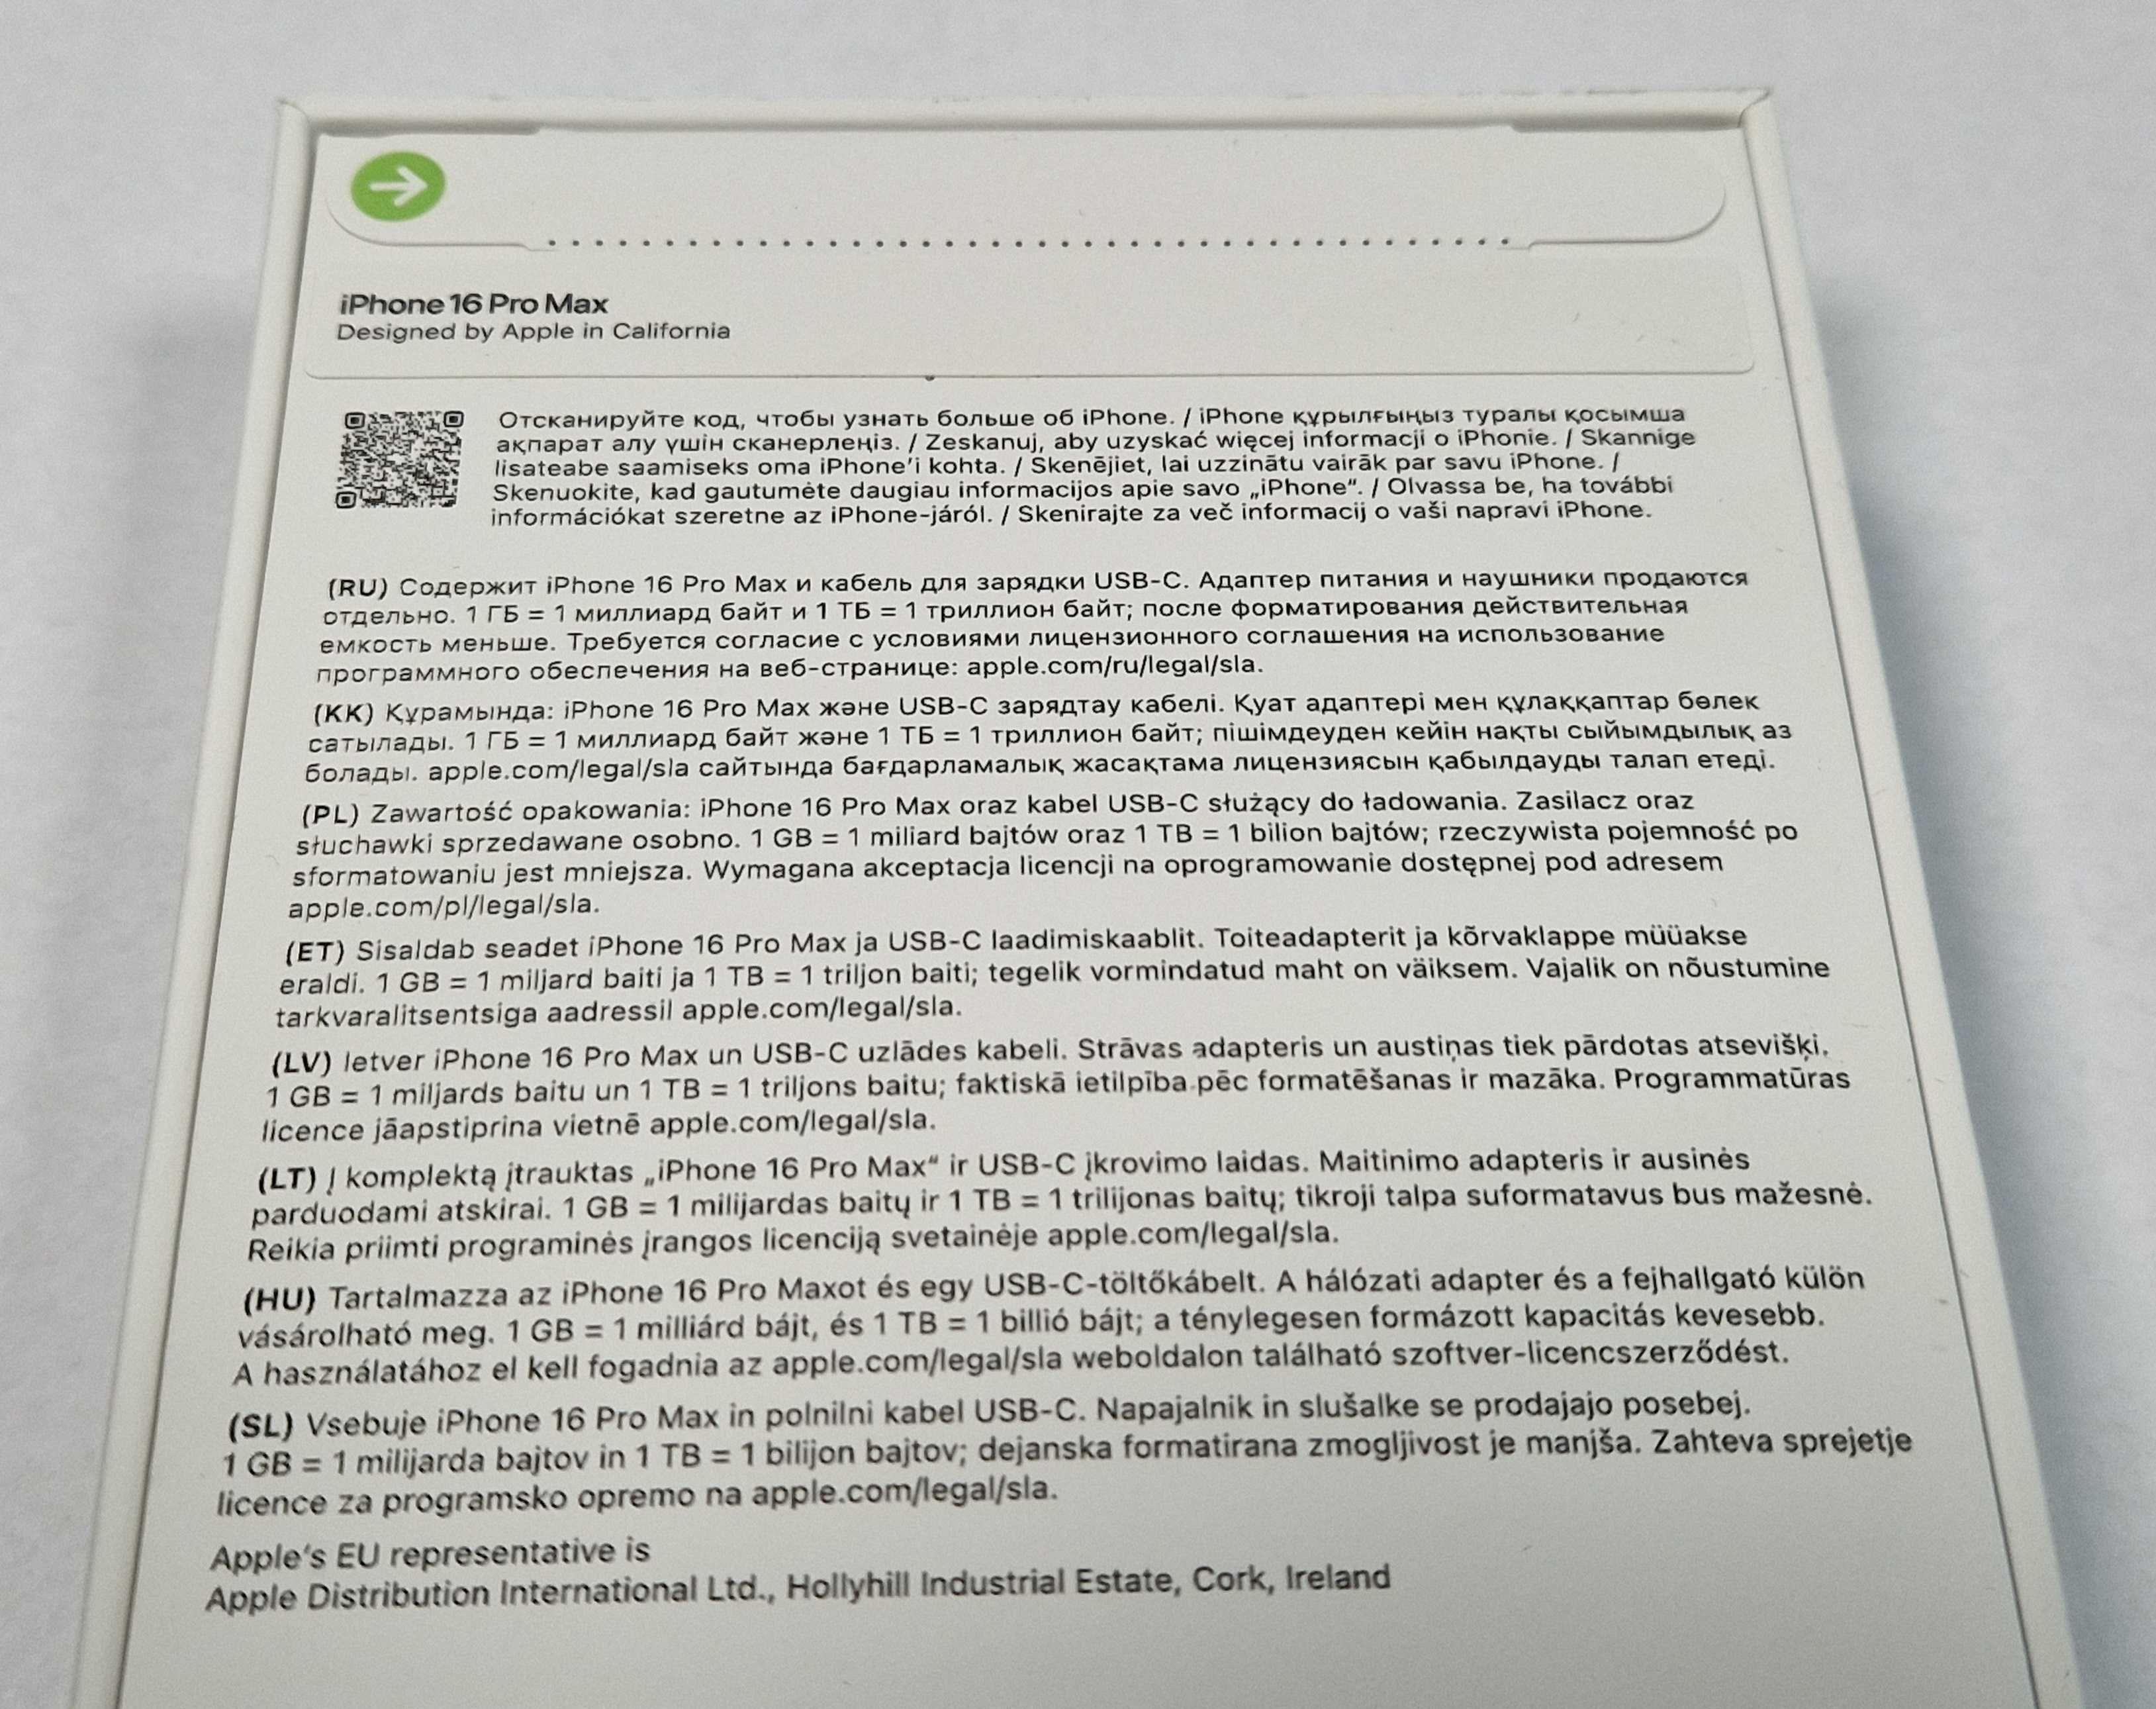 iPhone 16 Pro Max
Designed by Apple in California
Отсканируйте код, чтобы узнать больше об iPhone. / iPhone құрылғыңыз туралы қосымша
ақпарат алу үшін сканерлеңіз. / Zeskanuj, aby uzyskać więcej informacji o iPhonie. / Skannige
lisateabe saamiseks oma iPhone’i kohta. / Skenējiet, lai uzzinātu vairāk par savu iPhone. /
Skenuokite, kad gautumėte daugiau informacijos apie savo „iPhone“. / Olvassa be, ha további
információkat szeretne az iPhone-járól. / Skenirajte za več informacij o vaši napravi iPhone.
(RU) Содержит iPhone 16 Pro Max и кабель для зарядки USB-C. Адаптер питания и наушники продаются
отдельно. 1 ГБ = 1 миллиард байт и 1 ТБ = 1 триллион байт; после форматирования действительная
емкость меньше. Требуется согласие с условиями лицензионного соглашения на использование
программного обеспечения на веб-странице: apple.com/ru/legal/sla.
(KK) Құрамында: iPhone 16 Pro Max және USB-C зарядтау кабелі. Қуат адаптері мен құлаққаптар бөлек
сатылады. 1 ГБ = 1 миллиард байт және 1 ТБ = 1 триллион байт; пішімдеуден кейін нақты сыйымдылық аз
болады. apple.com/legal/sla сайтында бағдарламалық жасақтама лицензиясын қабылдауды талап етеді.
(PL) Zawartość opakowania: iPhone 16 Pro Max oraz kabel USB-C służący do ładowania. Zasilacz oraz
słuchawki sprzedawane osobno. 1 GB = 1 miliard bajtów oraz 1 TB = 1 bilion bajtów; rzeczywista pojemność po
sformatowaniu jest mniejsza. Wymagana akceptacja licencji na oprogramowanie dostępnej pod adresem
apple.com/pl/legal/sla.
(ET) Sisaldab seadet iPhone 16 Pro Max ja USB-C laadimiskaablit. Toiteadapterit ja kõrvaklappe müüakse
eraldi. 1 GB = 1 miljard baiti ja 1 TB = 1 triljon baiti; tegelik vormindatud maht on väiksem. Vajalik on nõustumine
tarkvaralitsentsiga aadressil apple.com/legal/sla.
(LV) Ietver iPhone 16 Pro Max un USB-C uzlādes kabeli. Strāvas adapteris un austiņas tiek pārdotas atsevišķi.
1 GB = 1 miljards baitu un 1 TB = 1 triljons baitu; faktiskā ietilpība pēc formatēšanas ir mazāka. Programmatūras
licence jāapstiprina vietnē apple.com/legal/sla.
(LT) Į komplektą įtrauktas „iPhone 16 Pro Max“ ir USB-C įkrovimo laidas. Maitinimo adapteris ir ausinės
parduodami atskirai. 1 GB = 1 milijardas baitų ir 1 TB = 1 trilijonas baitų; tikroji talpa suformatavus bus mažesnė.
Reikia priimti programinės įrangos licenciją svetainėje apple.com/legal/sla.
(HU) Tartalmazza az iPhone 16 Pro Maxot és egy USB-C-töltőkábelt. A hálózati adapter és a fejhallgató külön
vásárolható meg. 1 GB = 1 milliárd bájt, és 1 TB = 1 billió bájt; a ténylegesen formázott kapacitás kevesebb.
A használatához el kell fogadnia az apple.com/legal/sla weboldalon található szoftver-licencszerződést.
(SL) Vsebuje iPhone 16 Pro Max in polnilni kabel USB-C. Napajalnik in slušalke se prodajajo posebej.
1 GB = 1 milijarda bajtov in 1 TB = 1 bilijon bajtov; dejanska formatirana zmogljivost je manjša. Zahteva sprejetje
licence za programsko opremo na apple.com/legal/sla.
Apple’s EU representative is
Apple Distribution International Ltd., Hollyhill Industrial Estate, Cork, Ireland